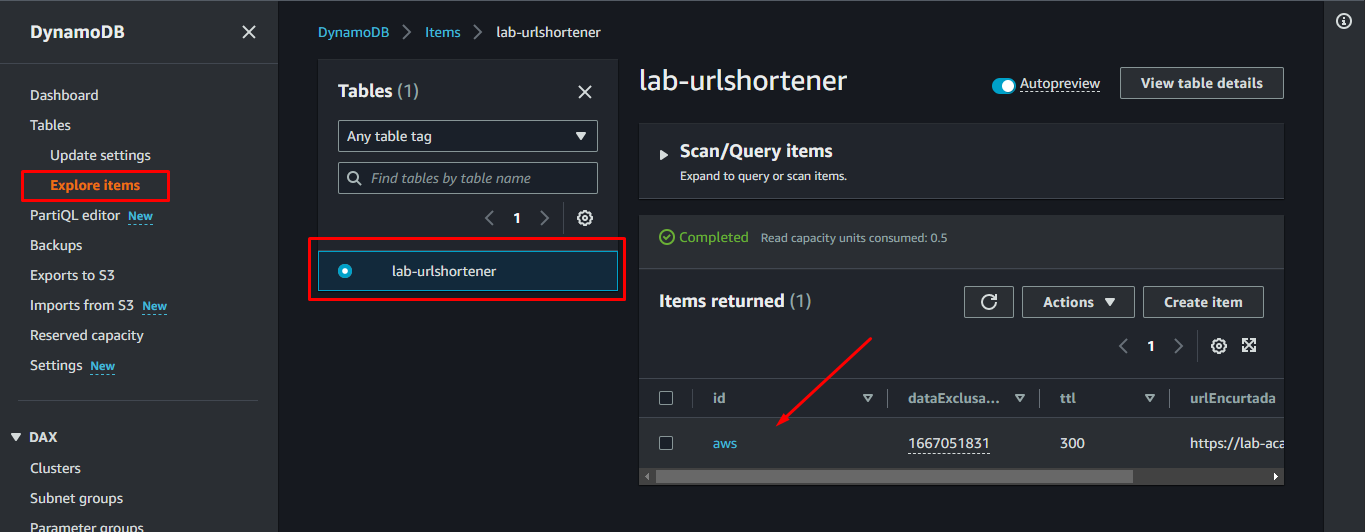 DynamoDB
Dashboard
Tables
Update settings
Explore items
PartiQL editor New
Backups
Exports to S3
Imports from S3 New
Reserved capacity
Settings New
DAX
Clusters
Subnet groups
Parameter groups
DynamoDB Items lab-urlshortener
Tables (1)
Any table tag
Find tables by table name
1
lab-urlshortener
lab-urlshortener
Autopreview
View table details
Scan/Query items
Expand to query or scan items.
Completed Read capacity units consumed: 0.5
Items returned (1)
Actions
Create item
1
id dataExclusa... ttl urlEncurtada
aws 1667051831 300 https://lab-aca